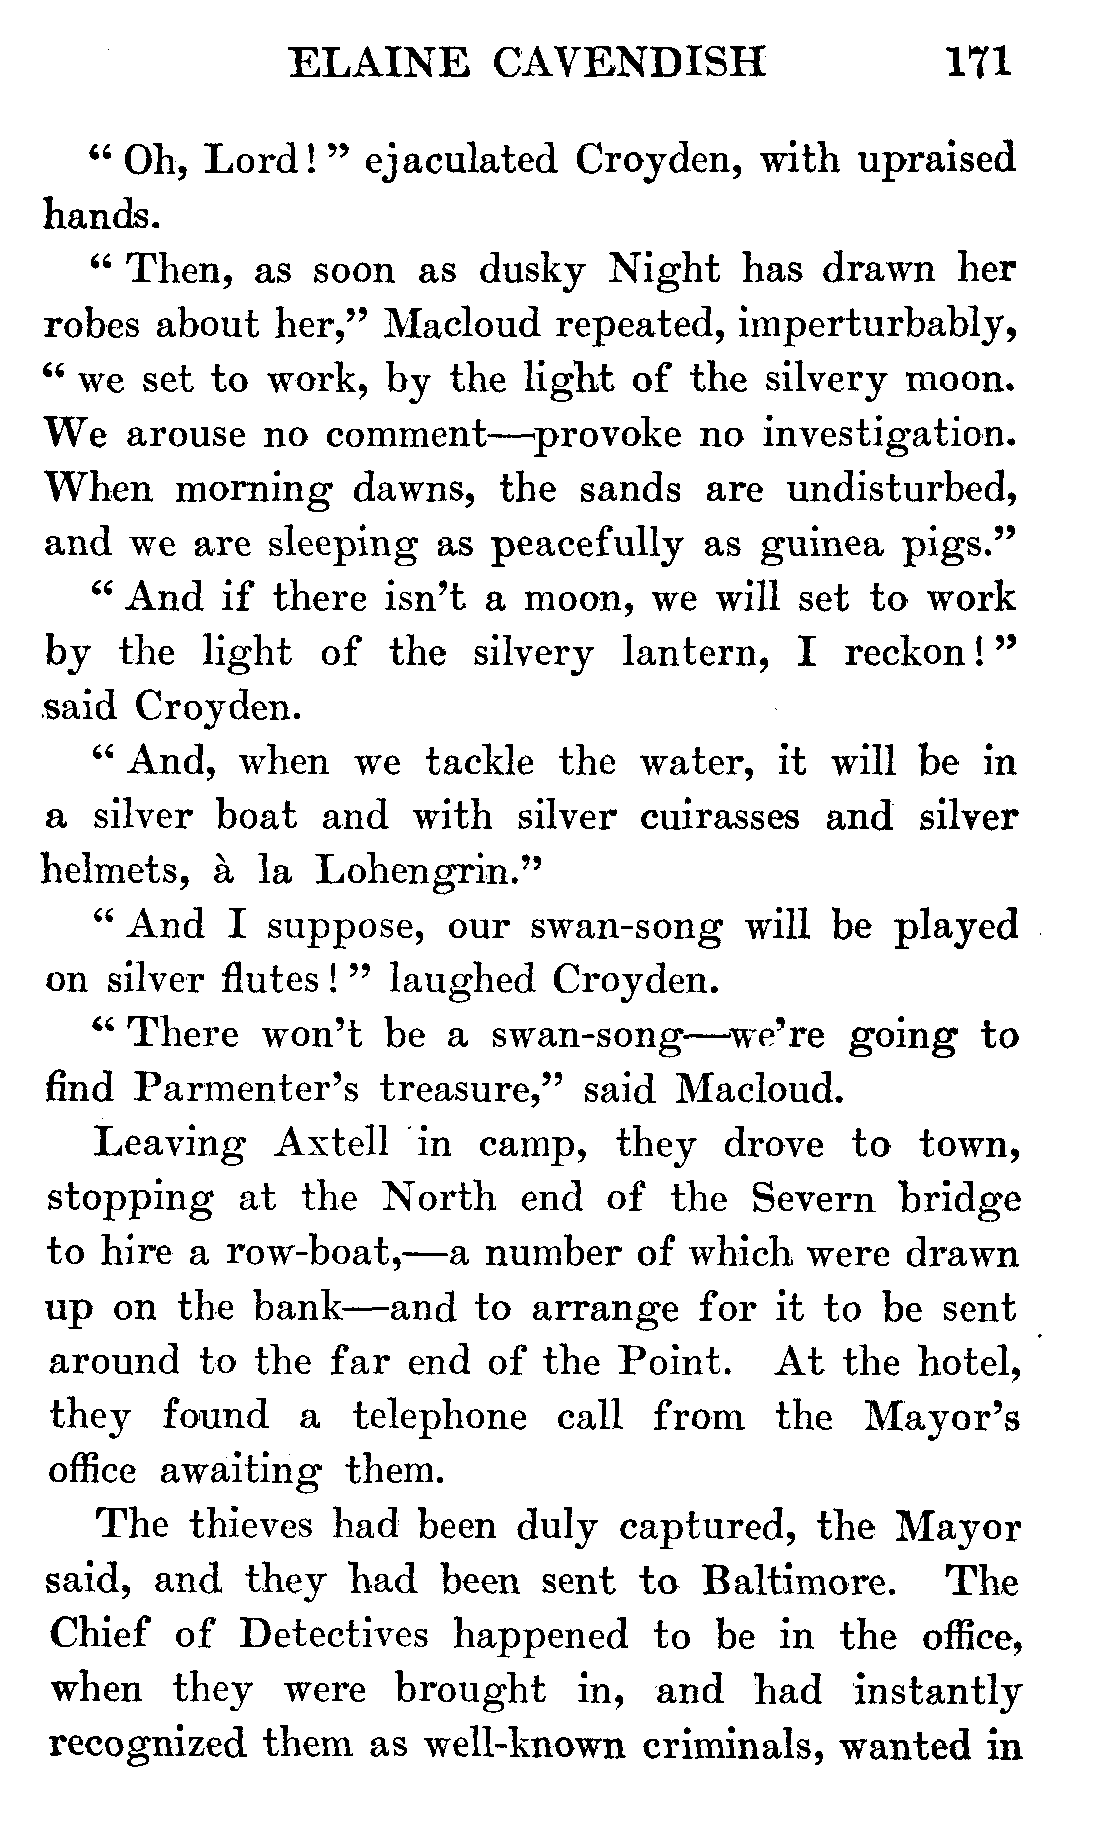 ELAINE CAVENDISH 171
“ Oh, Lord! ” ejaculated Croyden, with upraised
hands.
“ Then, as soon as dusky Night has drawn her
robes about her,” Macloud repeated, imperturbably,
“ we set to work, by the light of the silvery moon.
We arouse no comment—provoke no investigation.
When morning dawns, the sands are undisturbed,
and we are sleeping as peacefully as guinea pigs.”
“ And if there isn’t a moon, we will set to work
by the light of the silvery lantern, I reckon! ”
said Croyden.
“ And, when we tackle the water, it will be in
a silver boat and with silver cuirasses and silver
helmets, à la Lohengrin.”
“ And I suppose, our swan-song will be played
on silver flutes! ” laughed Croyden.
“ There won’t be a swan-song—we’re going to
find Parmenter’s treasure,” said Macloud.
Leaving Axtell in camp, they drove to town,
stopping at the North end of the Severn bridge
to hire a row-boat,—a number of which were drawn
up on the bank—and to arrange for it to be sent
around to the far end of the Point. At the hotel,
they found a telephone call from the Mayor’s
office awaiting them.
The thieves had been duly captured, the Mayor
said, and they had been sent to Baltimore. The
Chief of Detectives happened to be in the office,
when they were brought in, and had instantly
recognized them as well-known criminals, wanted in